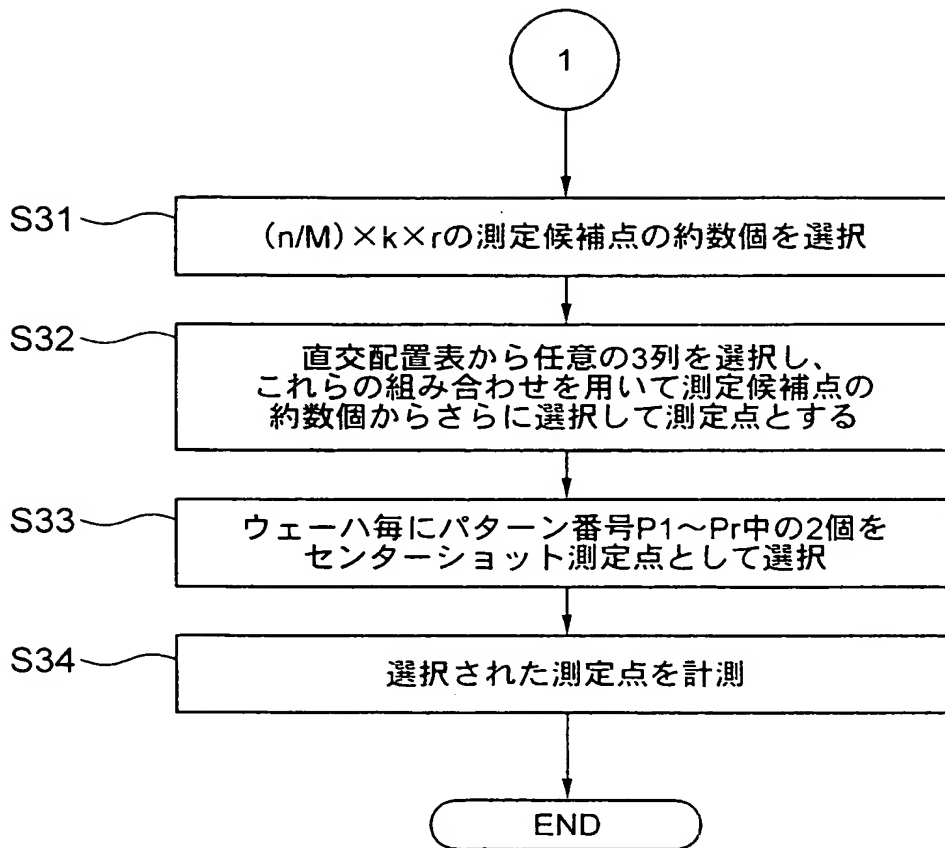 1
S31
(n/M)×k×rの測定候補点の約数個を選択
S32
直交配置表から任意の3列を選択し、
これらの組み合わせを用いて測定候補点の
約数個からさらに選択して測定点とする
S33
ウェーハ毎にパターン番号P1～Pr中の2個を
センターショット測定点として選択
S34
選択された測定点を計測
END